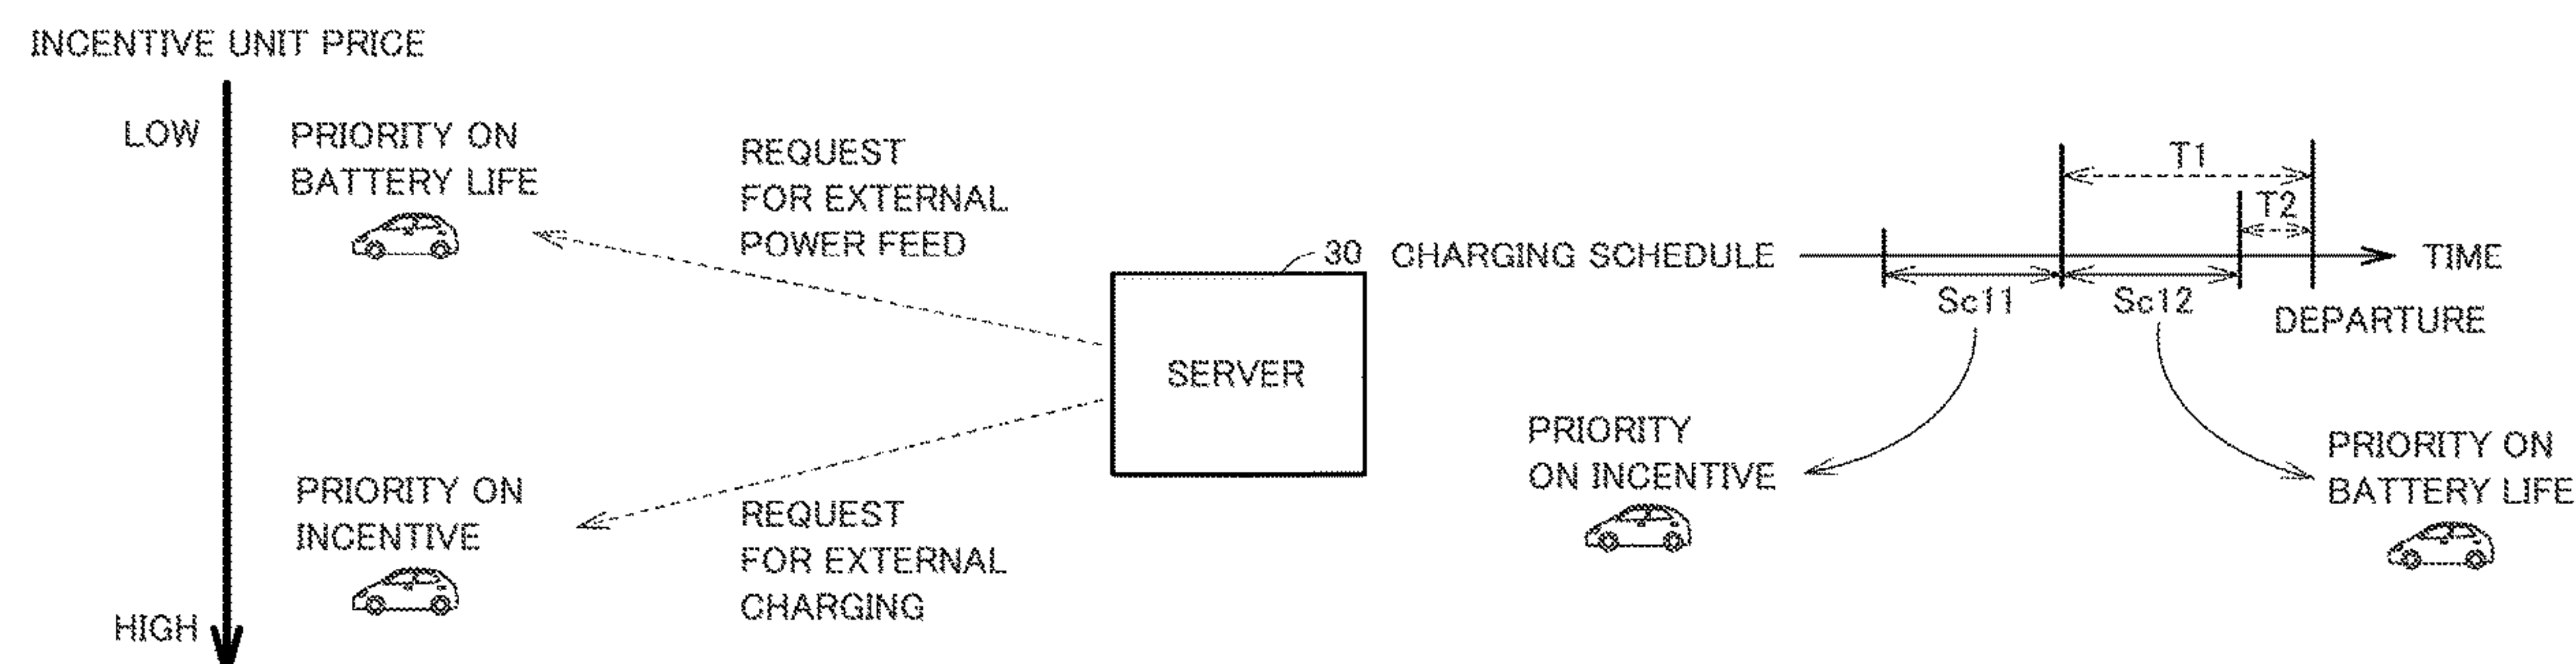 INCENTIVE UNIT PRICE
LOW
PRIORITY ON
BATTERY LIFE
REQUEST
FOR EXTERNAL
POWER FEED
PRIORITY ON
INCENTIVE
HIGH
REQUEST
FOR EXTERNAL
CHARGING
30
SERVER
CHARGING SCHEDULE
T1
T2
TIME
Sc11
Sc12
DEPARTURE
PRIORITY
ON INCENTIVE
PRIORITY ON
BATTERY LIFE